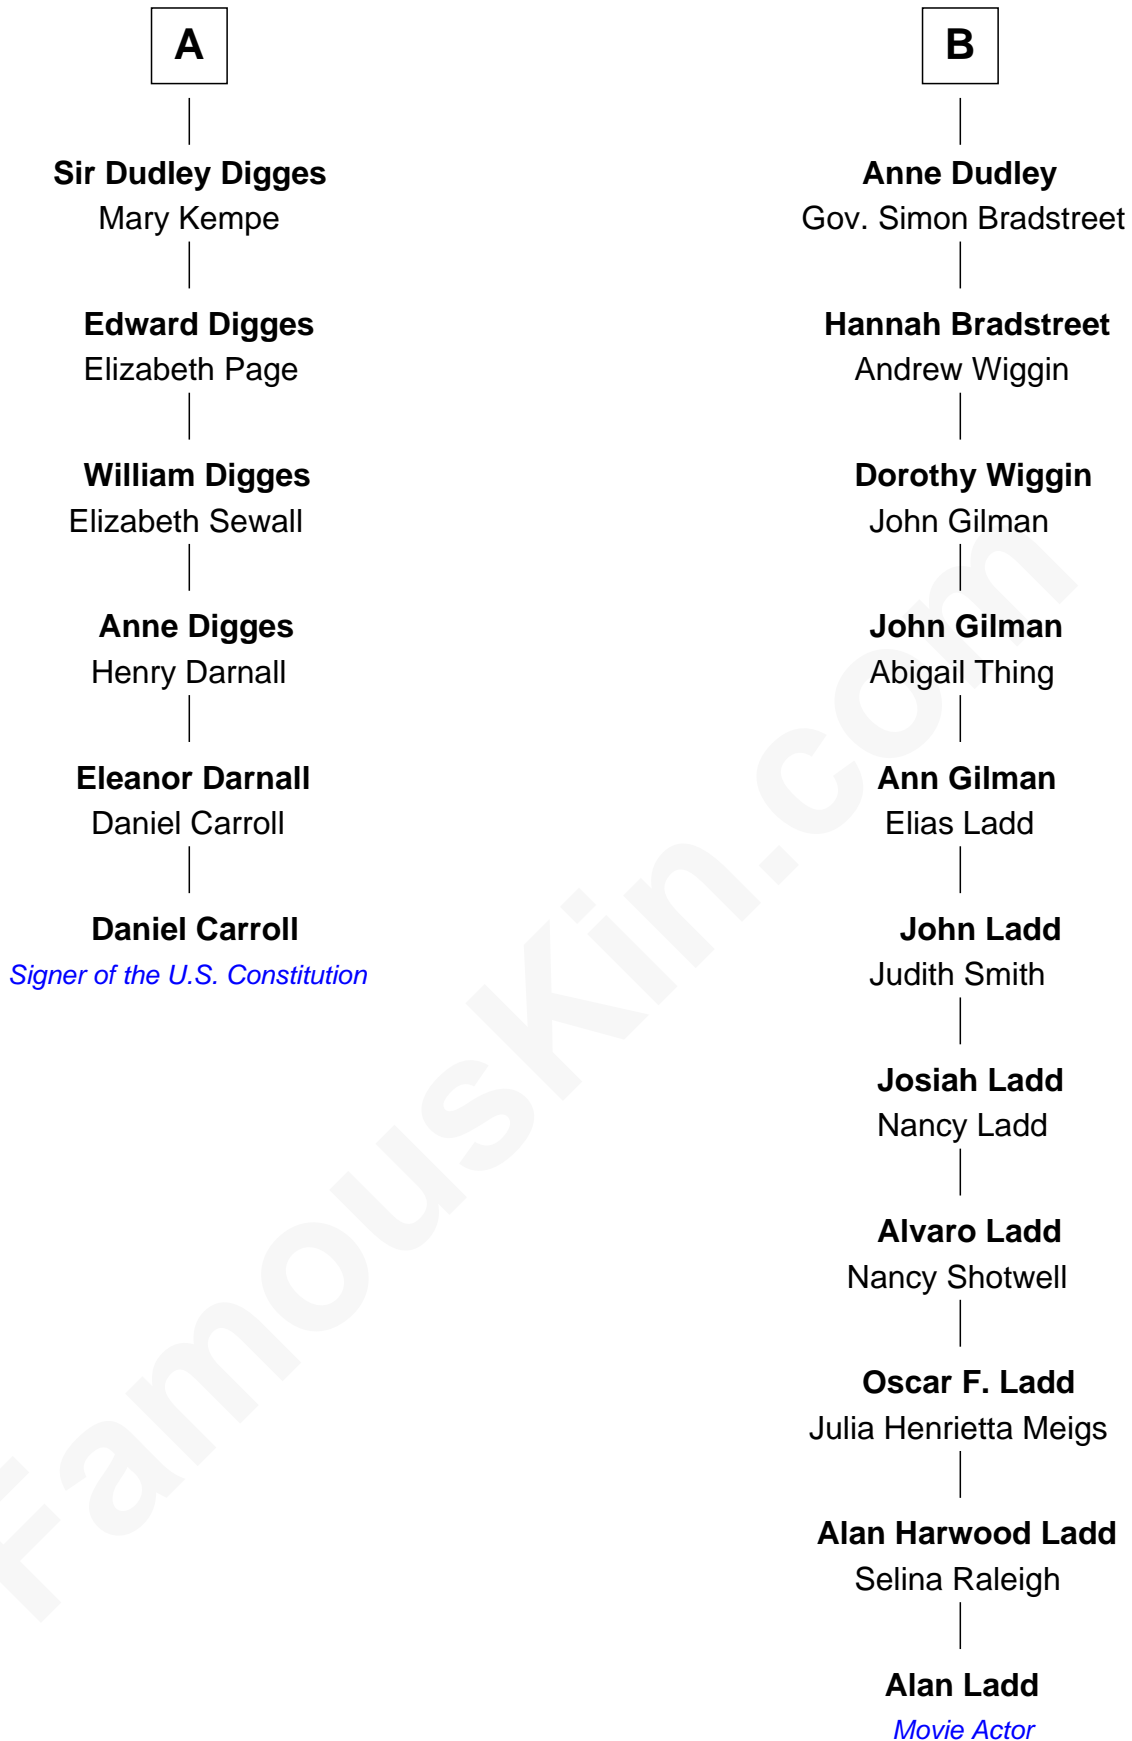 A
Sir Dudley Digges
Mary Kempe
Edward Digges
Elizabeth Page
William Digges
Elizabeth Sewall
Anne Digges
Henry Darnall
Eleanor Darnall
Daniel Carroll
Daniel Carroll
Signer of the U.S. Constitution
B
Anne Dudley
Gov. Simon Bradstreet
Hannah Bradstreet
Andrew Wiggin
Dorothy Wiggin
John Gilman
John Gilman
Abigail Thing
Ann Gilman
Elias Ladd
John Ladd
Judith Smith
Josiah Ladd
Nancy Ladd
Alvaro Ladd
Nancy Shotwell
Oscar F. Ladd
Julia Henrietta Meigs
Alan Harwood Ladd
Selina Raleigh
Alan Ladd
Movie Actor
FamousKin.com